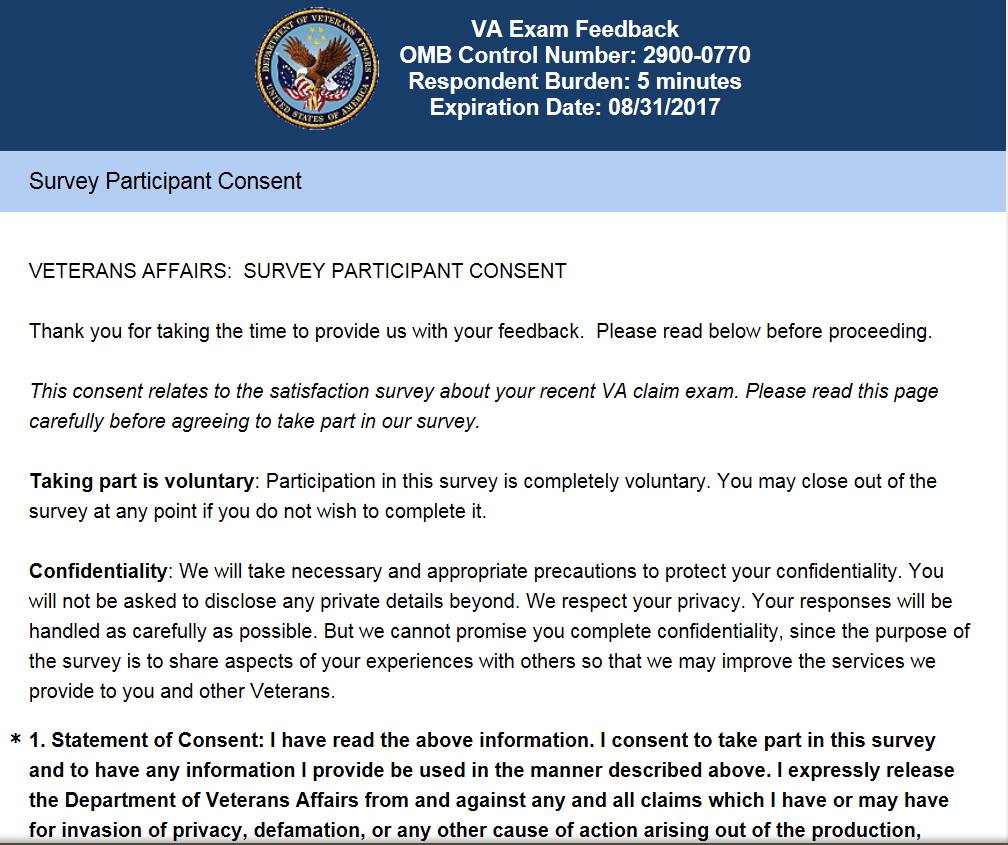 DEPARTMENT OF VETERANS AFFAIRS
UNITED STATES OF AMERICA
VA Exam Feedback
OMB Control Number: 2900-0770
Respondent Burden: 5 minutes
Expiration Date: 08/31/2017
Survey Participant Consent
VETERANS AFFAIRS:  SURVEY PARTICIPANT CONSENT
Thank you for taking the time to provide us with your feedback.  Please read below before proceeding.
This consent relates to the satisfaction survey about your recent VA claim exam. Please read this page
carefully before agreeing to take part in our survey.
Taking part is voluntary: Participation in this survey is completely voluntary. You may close out of the
survey at any point if you do not wish to complete it.
Confidentiality: We will take necessary and appropriate precautions to protect your confidentiality. You
will not be asked to disclose any private details beyond. We respect your privacy. Your responses will be
handled as carefully as possible. But we cannot promise you complete confidentiality, since the purpose of
the survey is to share aspects of your experiences with others so that we may improve the services we
provide to you and other Veterans.
* 1. Statement of Consent: I have read the above information. I consent to take part in this survey
and to have any information I provide be used in the manner described above. I expressly release
the Department of Veterans Affairs from and against any and all claims which I have or may have
for invasion of privacy, defamation, or any other cause of action arising out of the production,